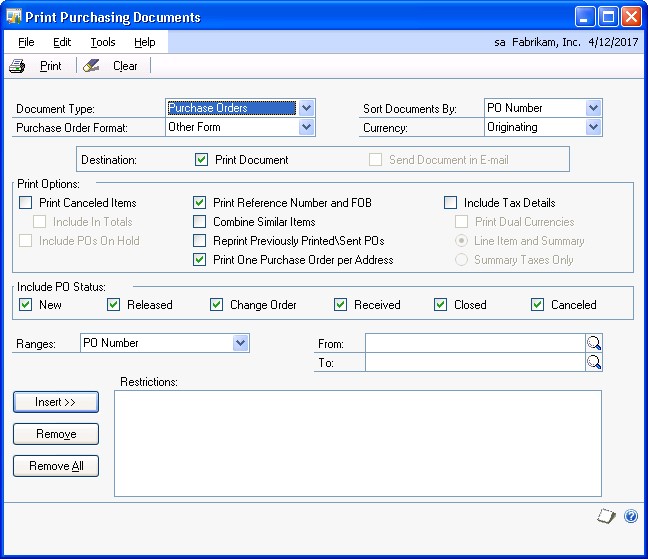 Print Purchasing Documents
File Edit Tools Help sa Fabrikam, Inc. 4/12/2017
Print Clear
Document Type: Purchase Orders Sort Documents By: PO Number
Purchase Order Format: Other Form Currency: Originating
Destination: Print Document Send Document in E-mail
Print Options:
Print Canceled Items Print Reference Number and FOB Include Tax Details
Include In Totals Combine Similar Items Print Dual Currencies
Include POs On Hold Reprint Previously Printed\Sent POs Line Item and Summary
Print One Purchase Order per Address Summary Taxes Only
Include PO Status:
New Released Change Order Received Closed Canceled
Ranges: PO Number From:
To:
Restrictions:
Insert >>
Remove
Remove All